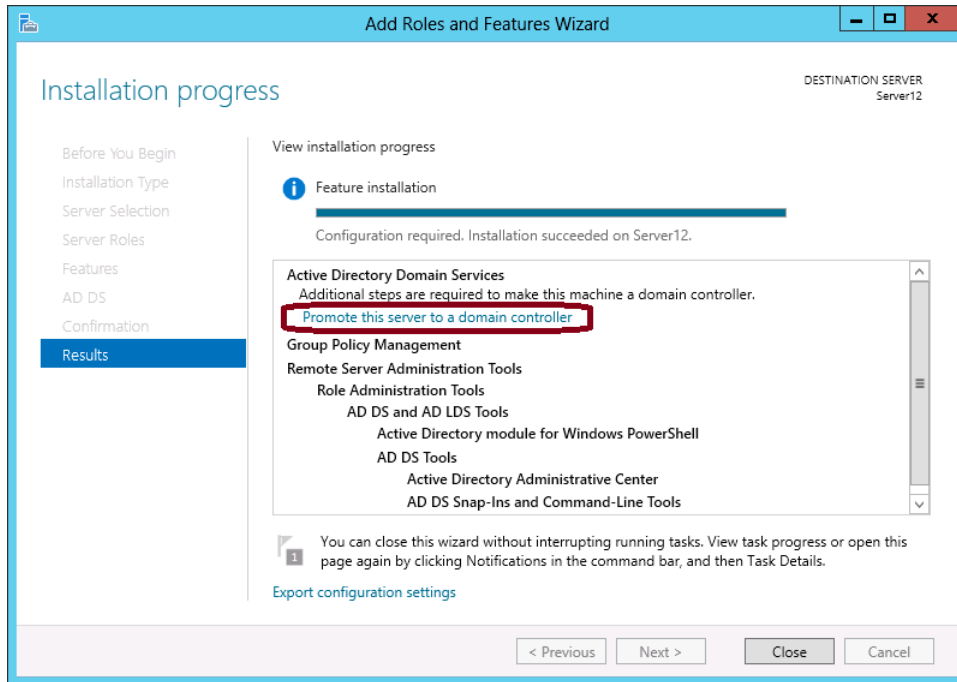 Add Roles and Features Wizard
Installation progress
DESTINATION SERVER
Server12
Before You Begin
Installation Type
Server Selection
Server Roles
Features
AD DS
Confirmation
Results
View installation progress
Feature installation
Configuration required. Installation succeeded on Server12.
Active Directory Domain Services
Additional steps are required to make this machine a domain controller.
Promote this server to a domain controller
Group Policy Management
Remote Server Administration Tools
Role Administration Tools
AD DS and AD LDS Tools
Active Directory module for Windows PowerShell
AD DS Tools
Active Directory Administrative Center
AD DS Snap-Ins and Command-Line Tools
1
You can close this wizard without interrupting running tasks. View task progress or open this
page again by clicking Notifications in the command bar, and then Task Details.
Export configuration settings
< Previous
Next >
Close
Cancel